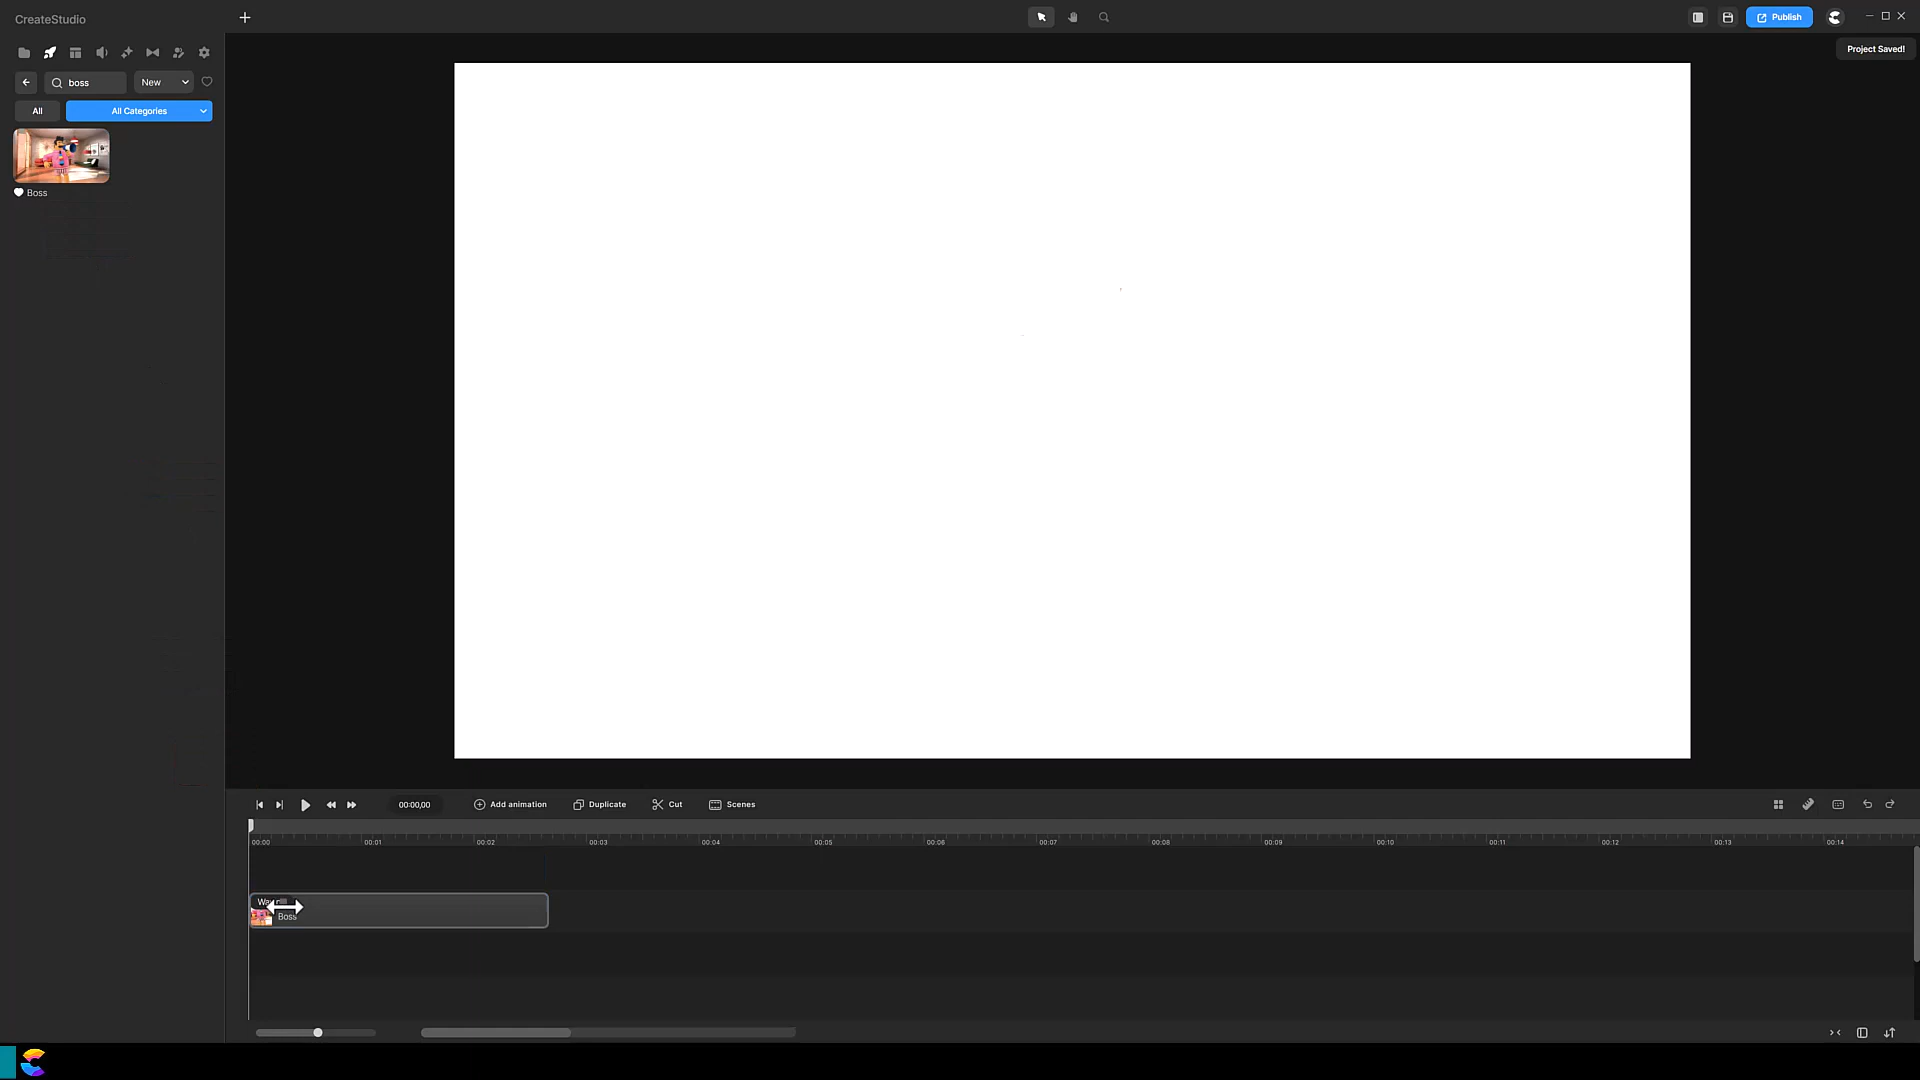 CreateStudio
Publish
Project Saved!
boss
New
All
All Categories
Boss
00:00,00
Add animation
Duplicate
Cut
Scenes
00:00
00:01
00:02
00:03
00:04
00:05
00:06
00:07
00:08
00:09
00:10
00:11
00:12
00:13
00:14
Boss